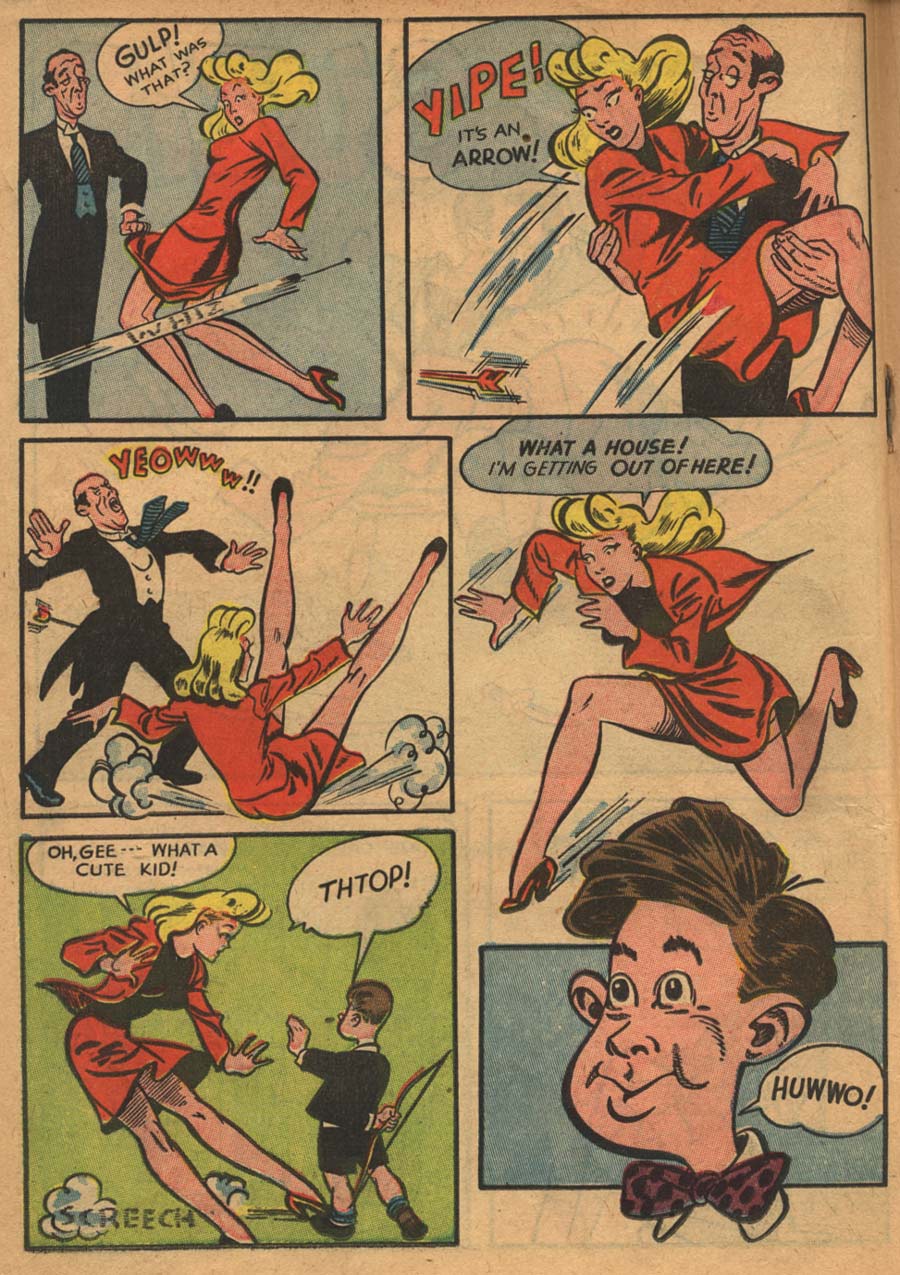 GULP!
WHAT WAS
THAT?
WHIZ
YIPE!
IT'S AN
ARROW!
YEOWWW!!
WHAT A HOUSE!
I'M GETTING OUT OF HERE!
OH, GEE --- WHAT A
CUTE KID!
THTOP!
SCREECH
HUWWO!